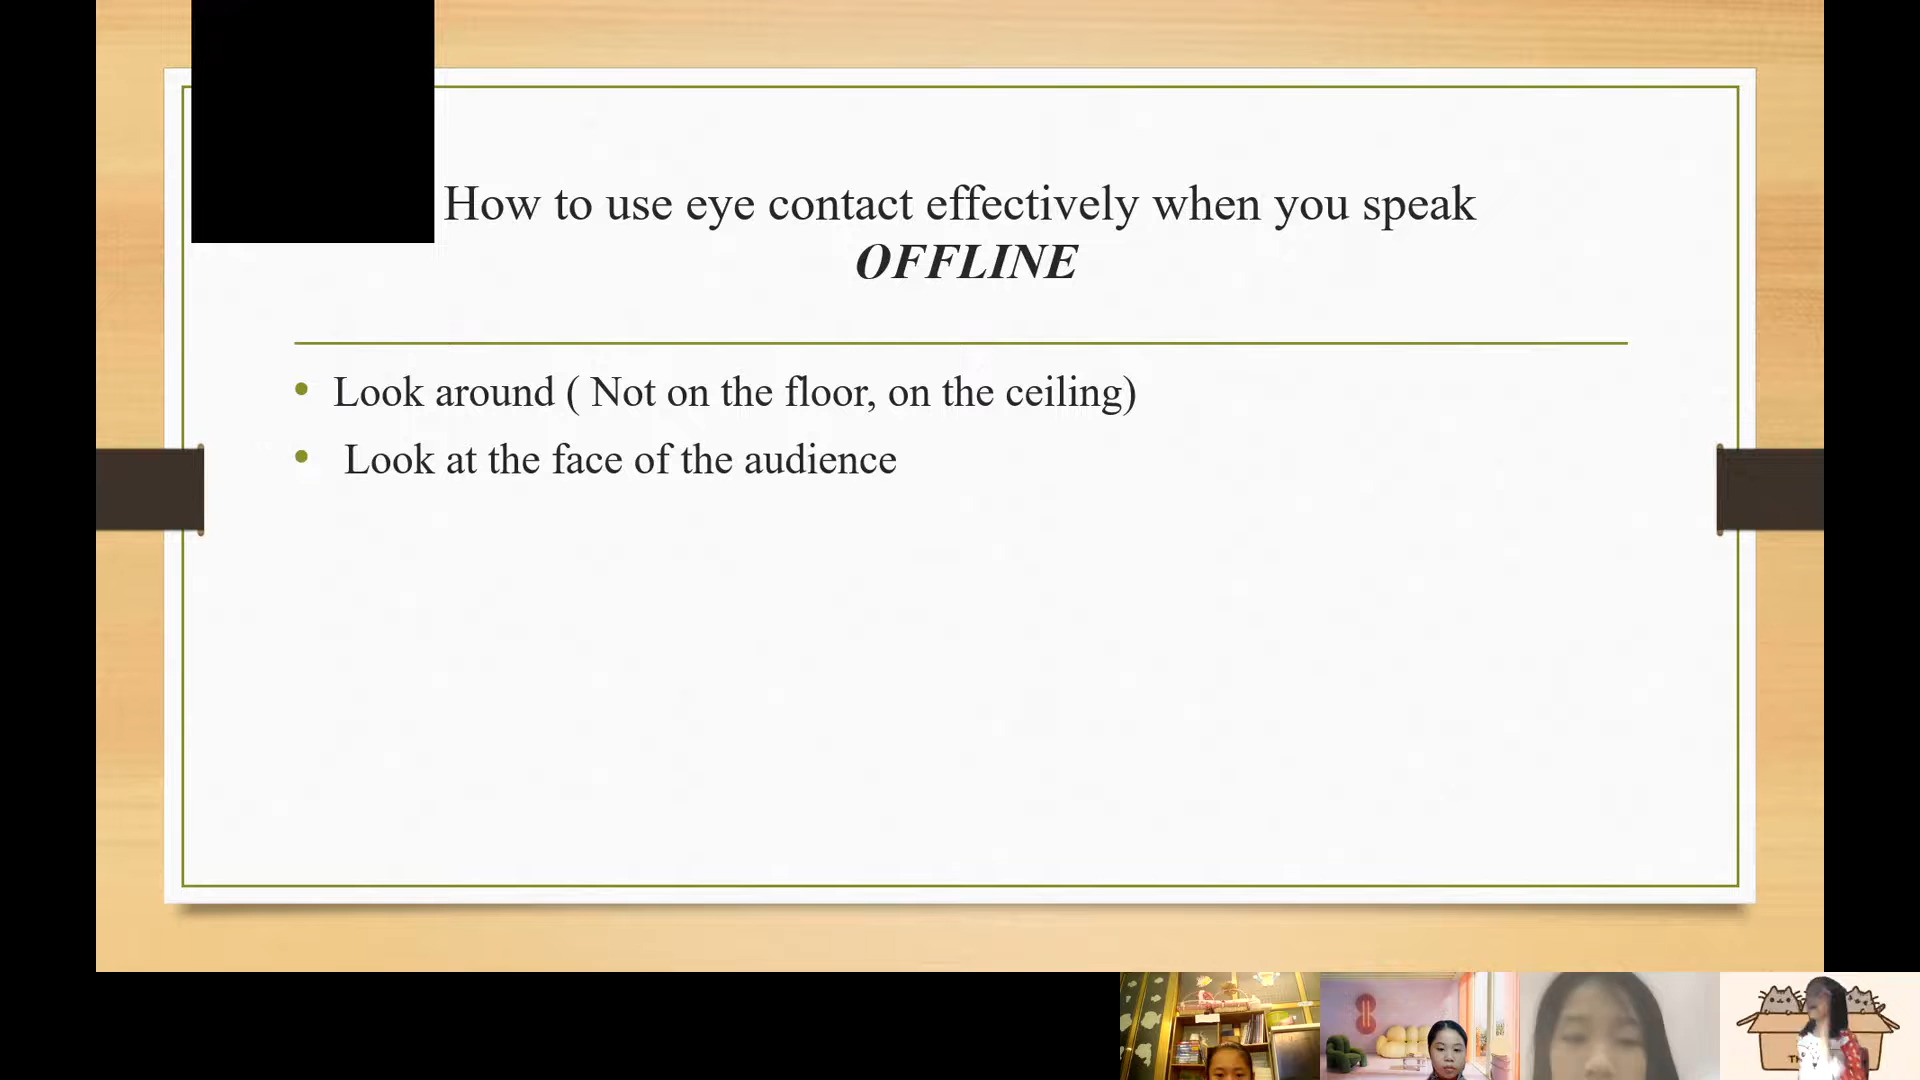 How to use eye contact effectively when you speak
OFFLINE
• Look around ( Not on the floor, on the ceiling)
• Look at the face of the audience